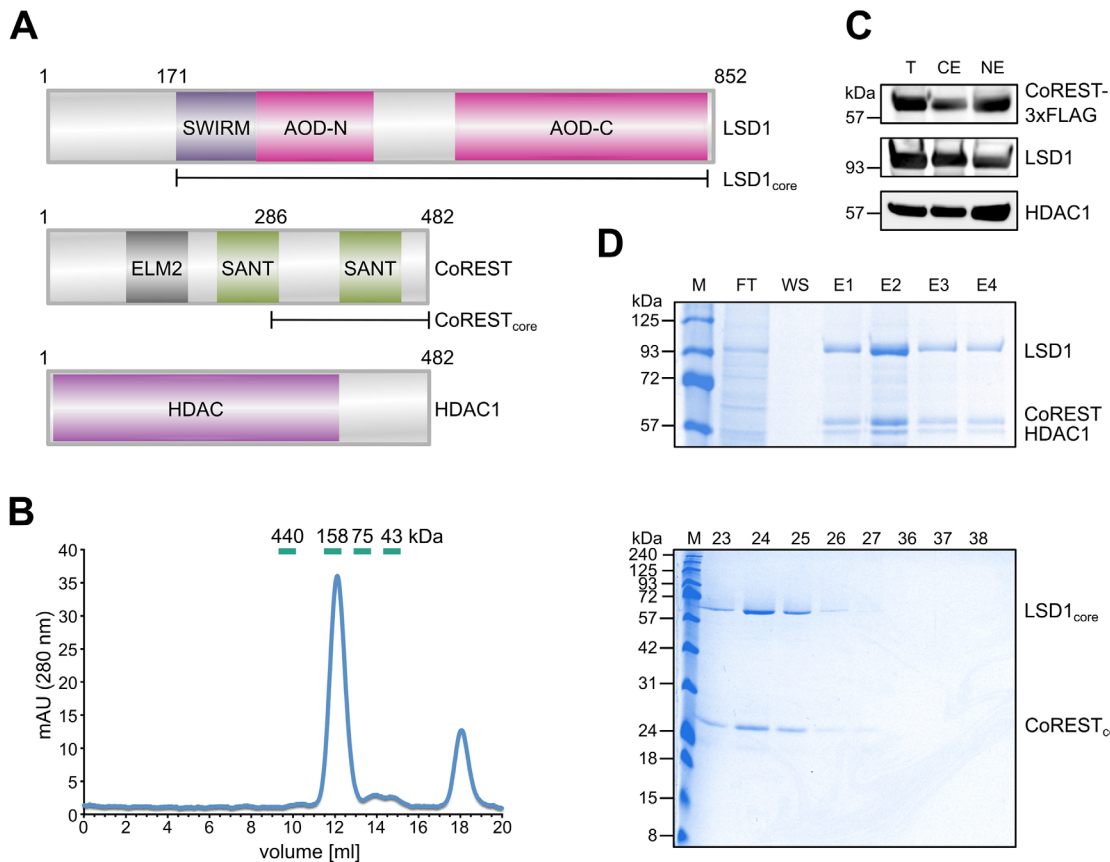 A
1 171 852
SWIRM AOD-N AOD-C LSD1
LSD1core
1 286 482
ELM2 SANT SANT CoREST
CoRESTcore
1 482
HDAC HDAC1
B
440 158 75 43 kDa
40
35
30
25
20
15
10
5
0
mAU (280 nm)
0 2 4 6 8 10 12 14 16 18 20
volume [ml]
kDa M 23 24 25 26 27 36 37 38
240
125
93
72
57
42
31
24
18
15
8
LSD1core
CoRESTc
C
T CE NE
kDa
57
CoREST-
3xFLAG
93
LSD1
57
HDAC1
D
kDa M FT WS E1 E2 E3 E4
125
93
72
57
LSD1
CoREST
HDAC1